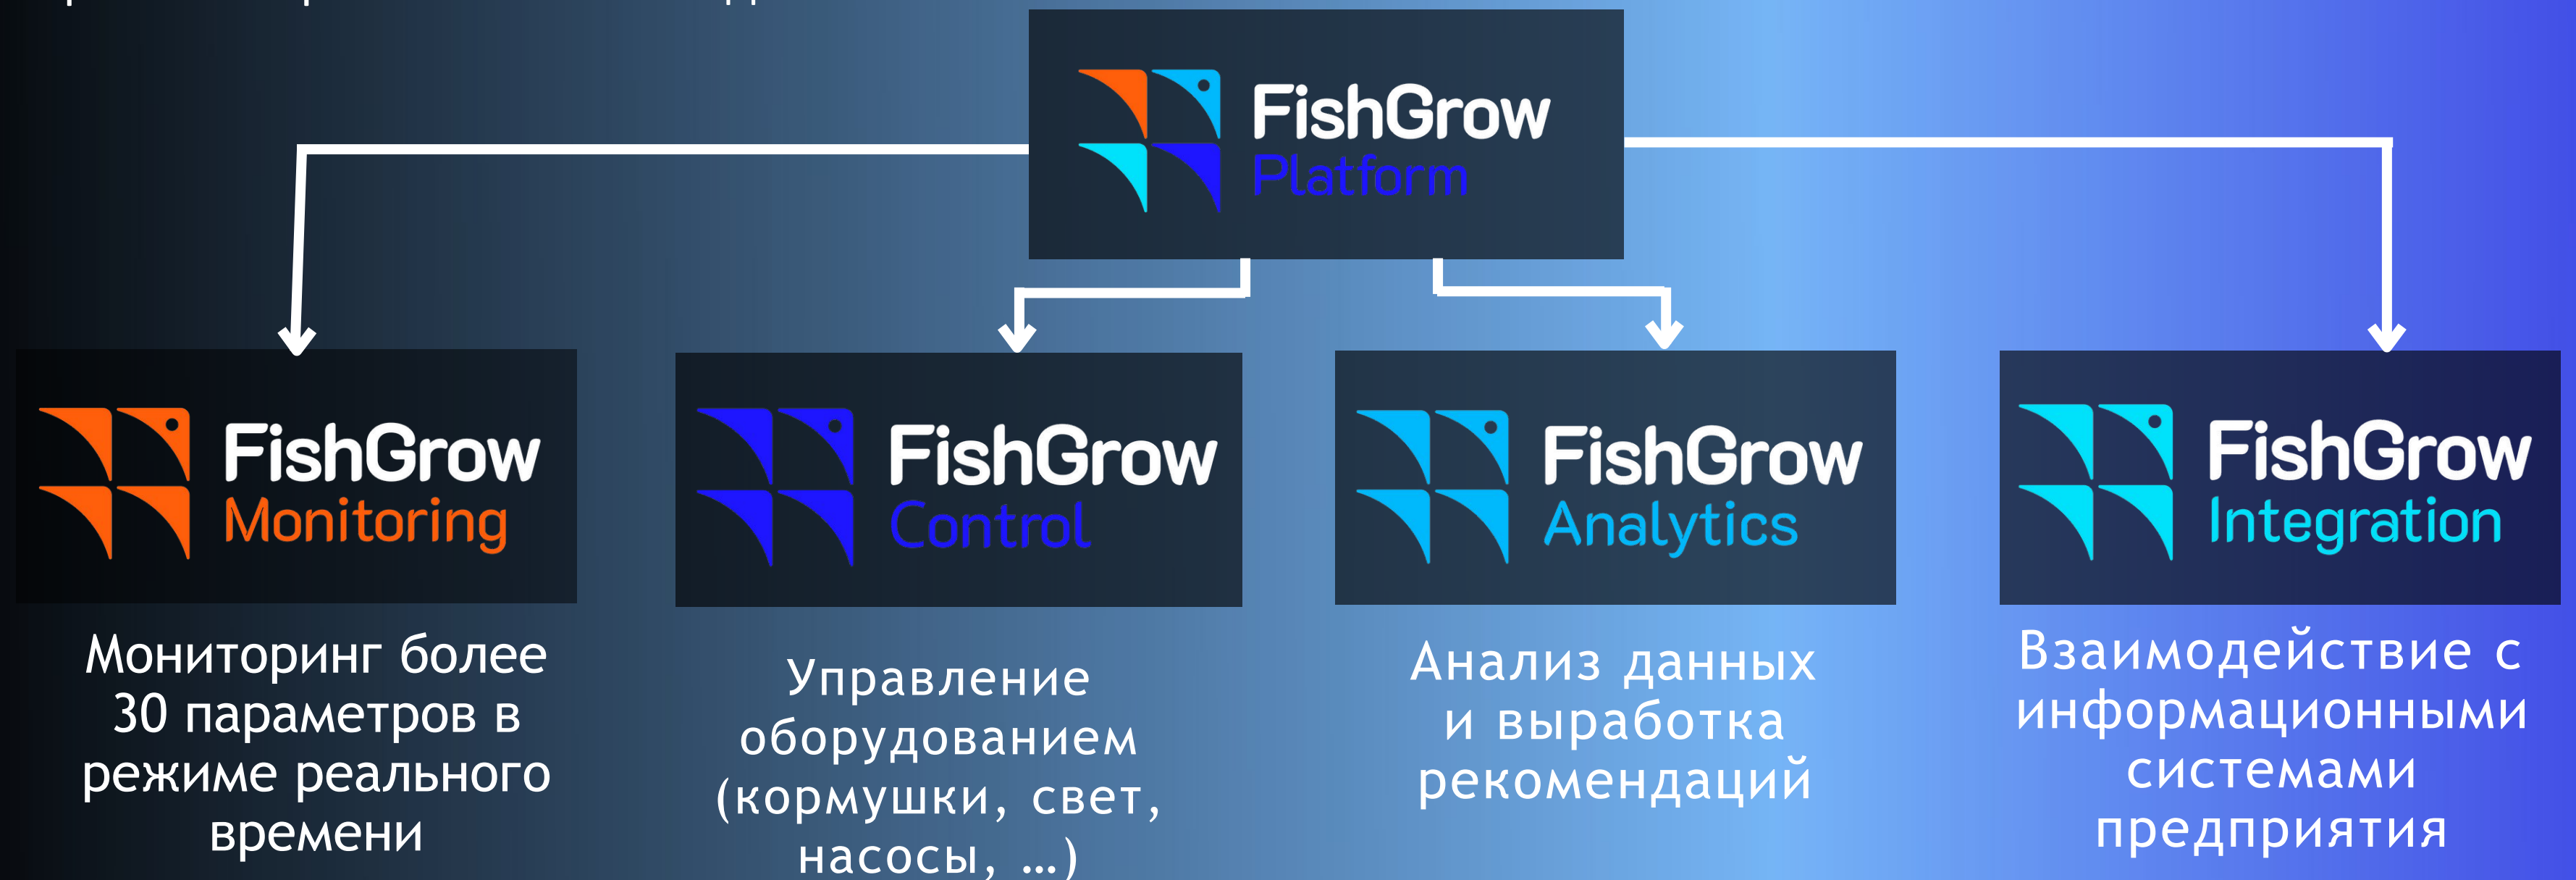 FishGrow
Platform
FishGrow
Monitoring
Мониторинг более
30 параметров в
режиме реального
времени
FishGrow
Control
Управление
оборудованием
(кормушки, свет,
насосы, ...)
FishGrow
Analytics
Анализ данных
и выработка
рекомендаций
FishGrow
Integration
Взаимодействие с
информационными
системами
предприятия